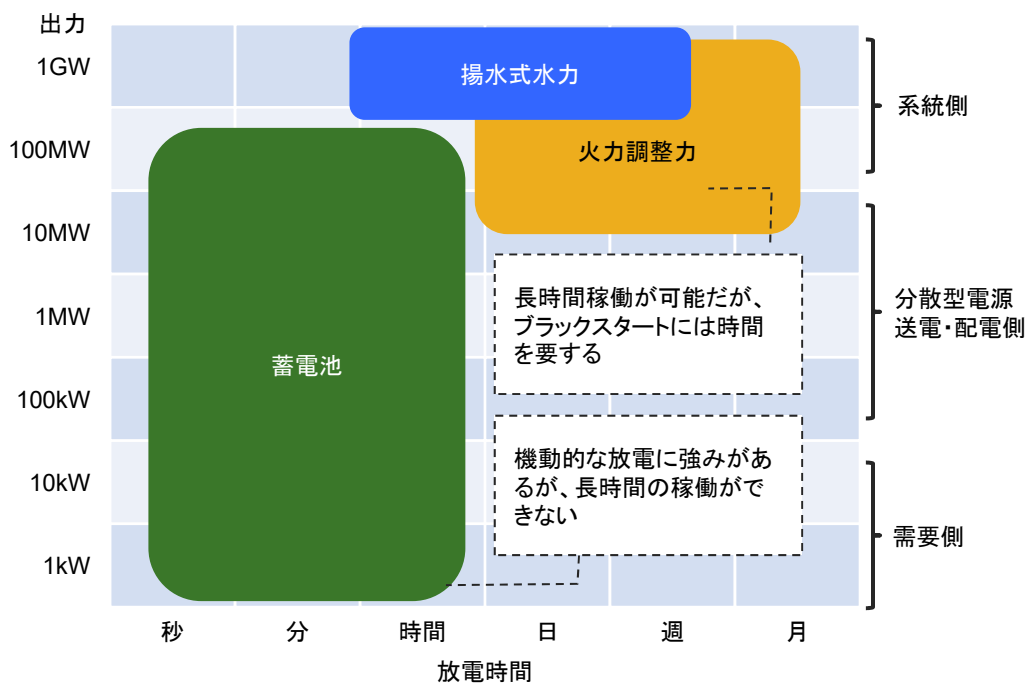 出力
1GW
100MW
10MW
1MW
100kW
10kW
1kW
揚水式水力
火力調整力
蓄電池
長時間稼働が可能だが、
ブラックスタートには時間
を要する
機動的な放電に強みがあ
るが、長時間の稼働がで
きない
系統側
分散型電源
送電・配電側
需要側
秒
分
時間
日
週
月
放電時間